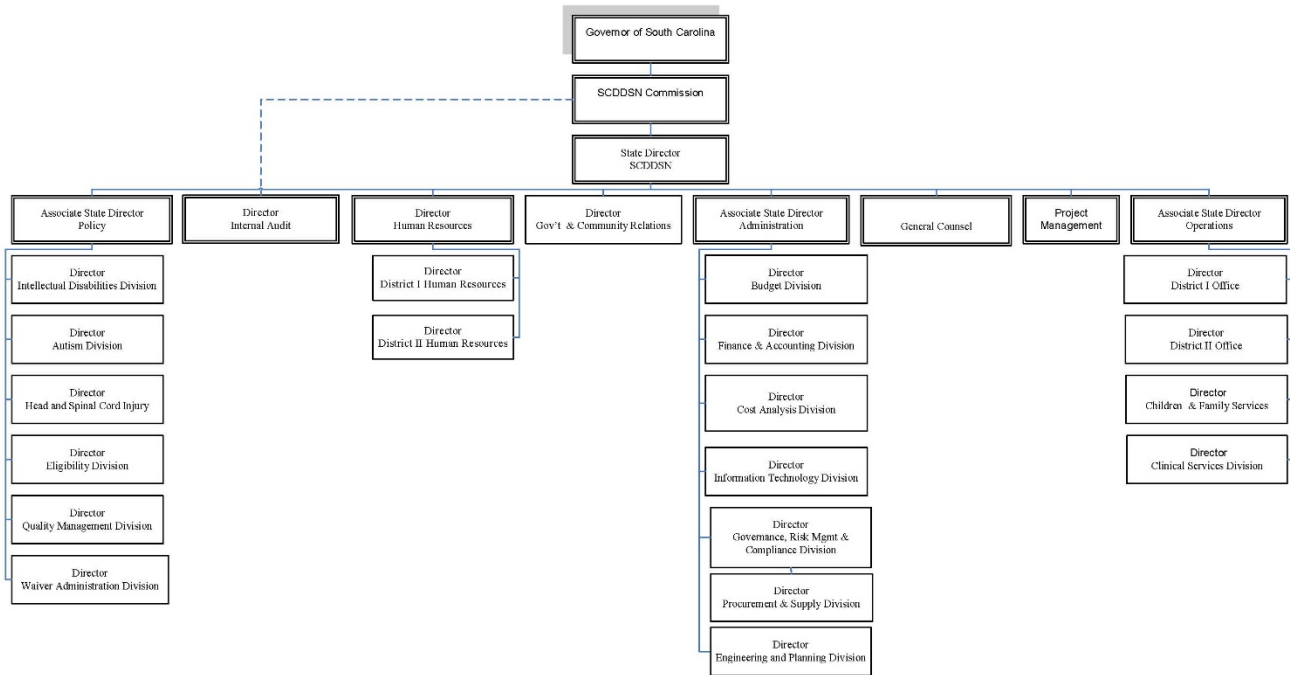 Governor of South Carolina
SCDDSN Commission
State Director
SCDDSN
Associate State Director
Policy
Director
Internal Audit
Director
Human Resources
Director
Gov't & Community Relations
Associate State Director
Administration
General Counsel
Project
Management
Associate State Director
Operations
Director
Intellectual Disabilities Division
Director
Autism Division
Director
Head and Spinal Cord Injury
Director
Eligibility Division
Director
Quality Management Division
Director
Waiver Administration Division
Director
District I Human Resources
Director
District II Human Resources
Director
Budget Division
Director
Finance & Accounting Division
Director
Cost Analysis Division
Director
Information Technology Division
Director
Governance, Risk Mgmt &
Compliance Division
Director
Procurement & Supply Division
Director
Engineering and Planning Division
Director
District I Office
Director
District II Office
Director
Children & Family Services
Director
Clinical Services Division